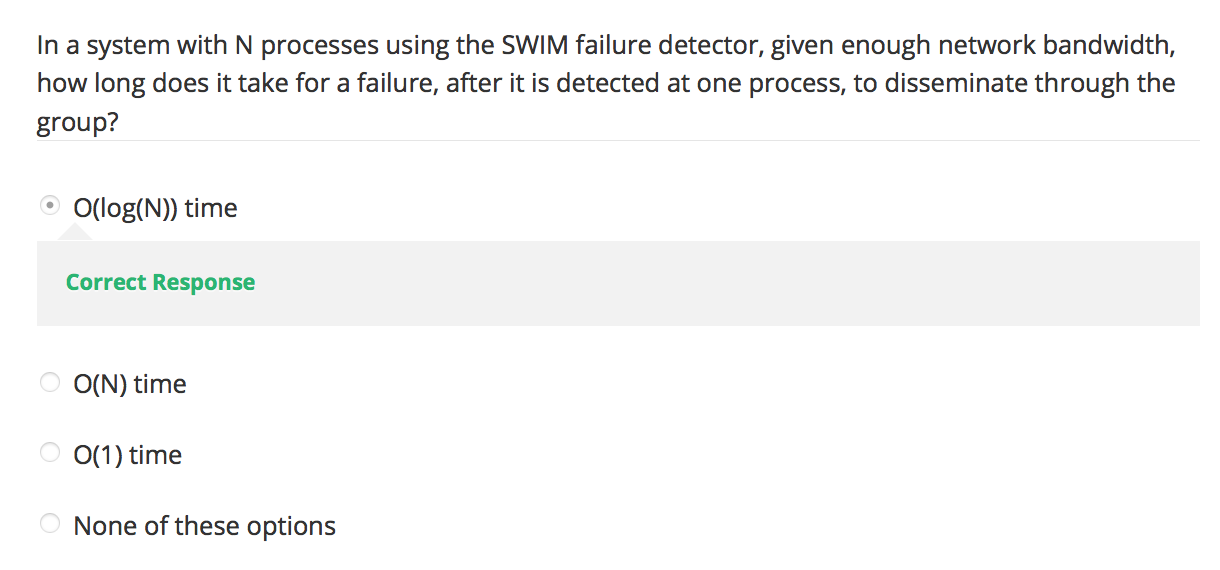 In a system with N processes using the SWIM failure detector, given enough network bandwidth,
how long does it take for a failure, after it is detected at one process, to disseminate through the
group?
O(log(N)) time
Correct Response
O(N) time
O(1) time
None of these options